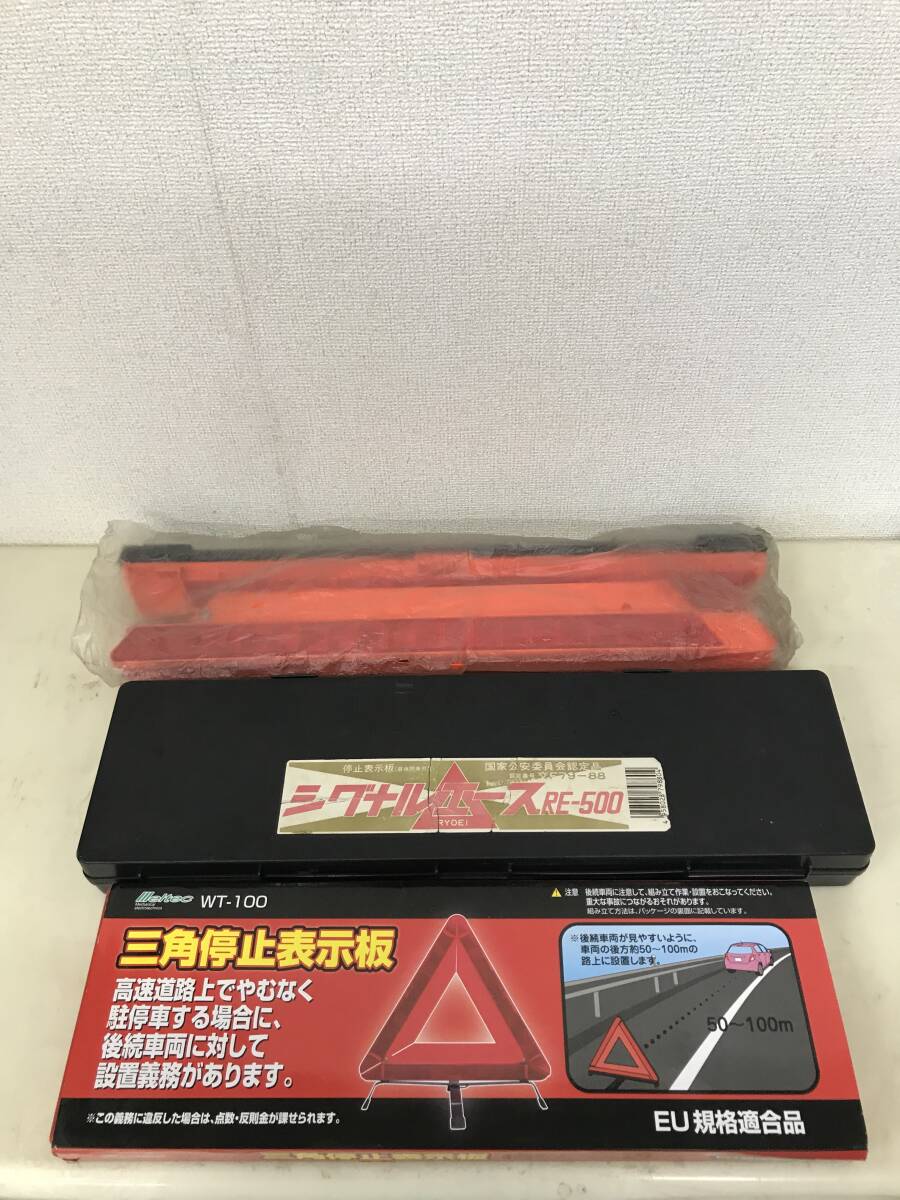 停止表示板
国家公安委員会認定品
シグナルエース RE-500
RYOEI
Meltec WT-100
⚠注意 後続車両に注意して、組み立て作業・設置をおこなってください。
重大な事故につながるおそれがあります。
組み立て方法は、パッケージの裏面に記載しています。
三角停止表示板
高速道路上でやむなく
駐停車する場合に、
後続車両に対して
設置義務があります。
※この義務に違反した場合は、点数・反則金が課せられます。
※後続車両が見やすいように、
車両の後方約50～100mの
路上に設置します。
50～100m
EU規格適合品
三角停止表示板